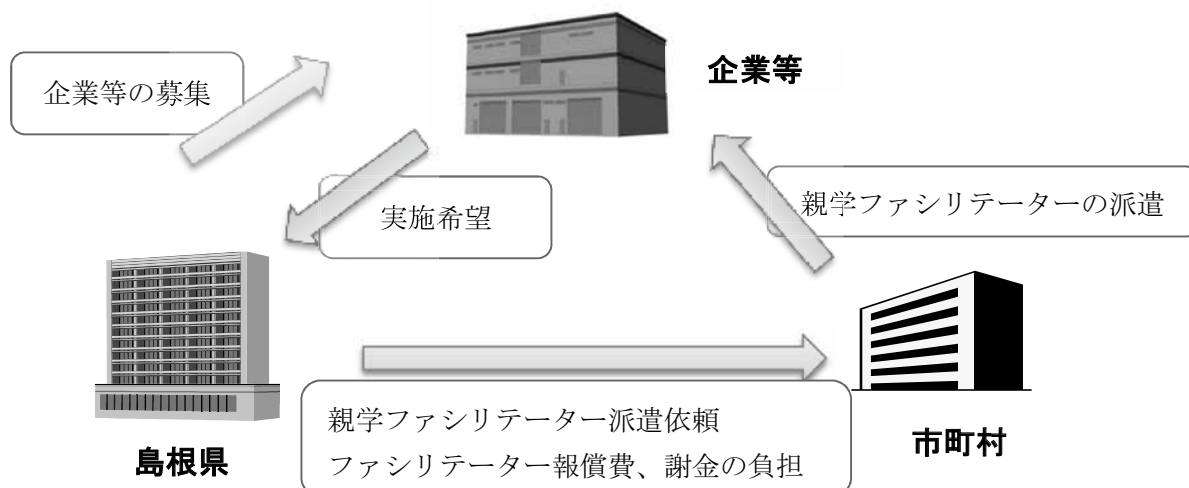 企業等
企業等の募集
親学ファシリテーターの派遣
実施希望
親学ファシリテーター派遣依頼
ファシリテーター報償費、謝金の負担
島根県
市町村